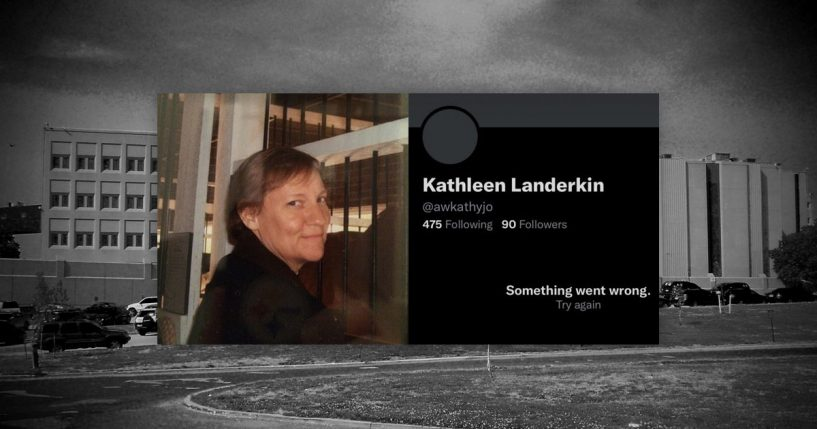 Kathleen Landerkin
@awkathyjo
475 Following 90 Followers
Something went wrong.
Try again